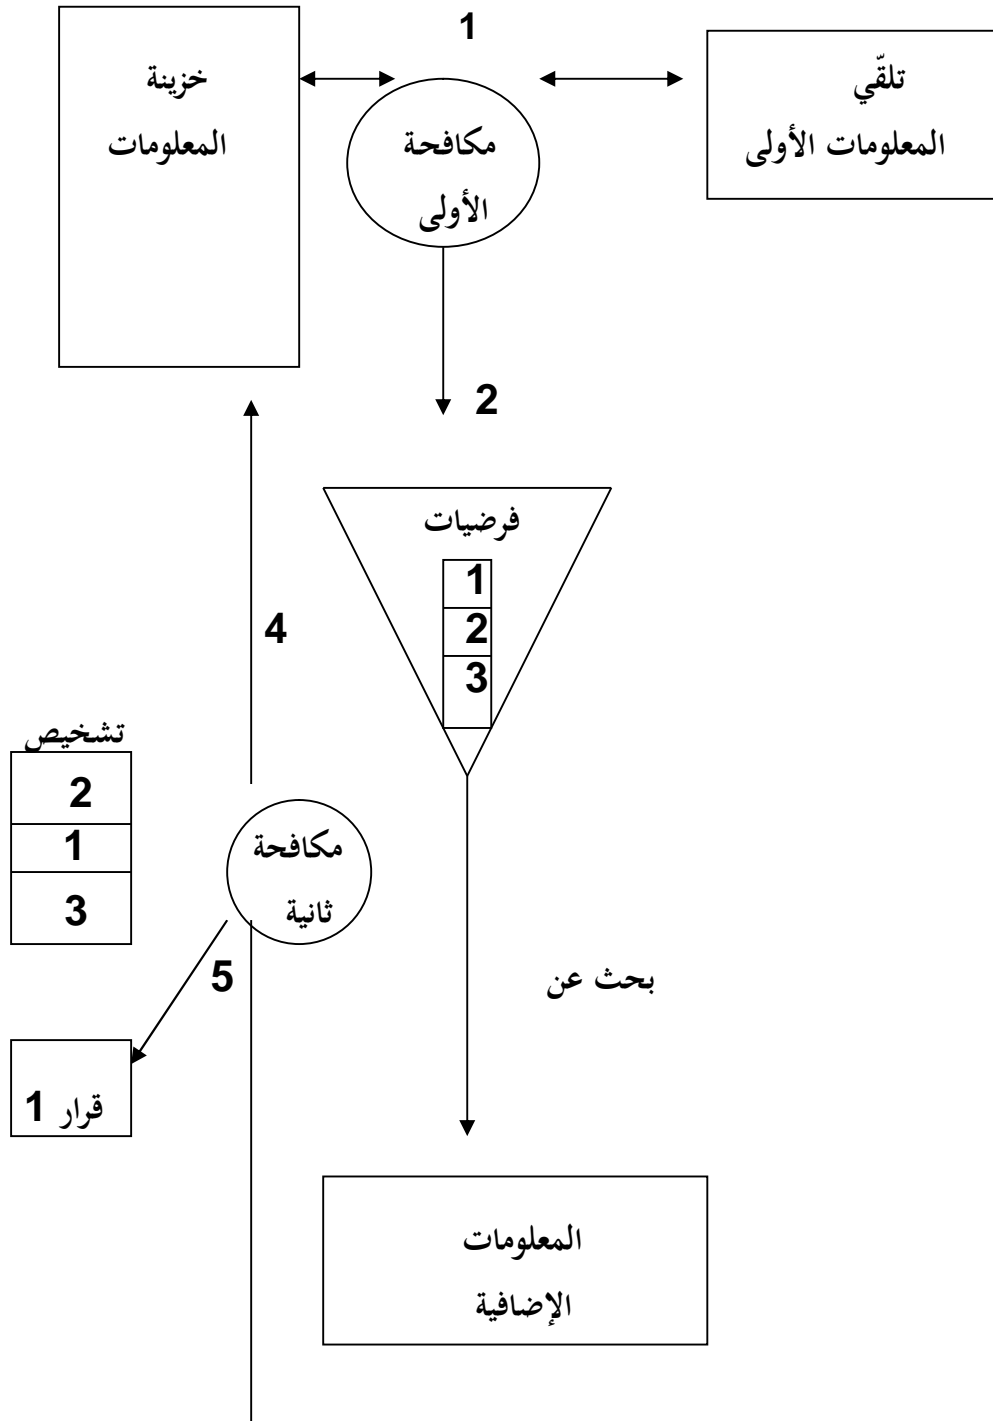 1
تلقّي
المعلومات الأولى
مكافحة
الأولى
خزينة
المعلومات
2
فرضيات
1
2
3
4
تشخيص
2
1
3
مكافحة
ثانية
5
بحث عن
قرار 1
المعلومات
الإضافية